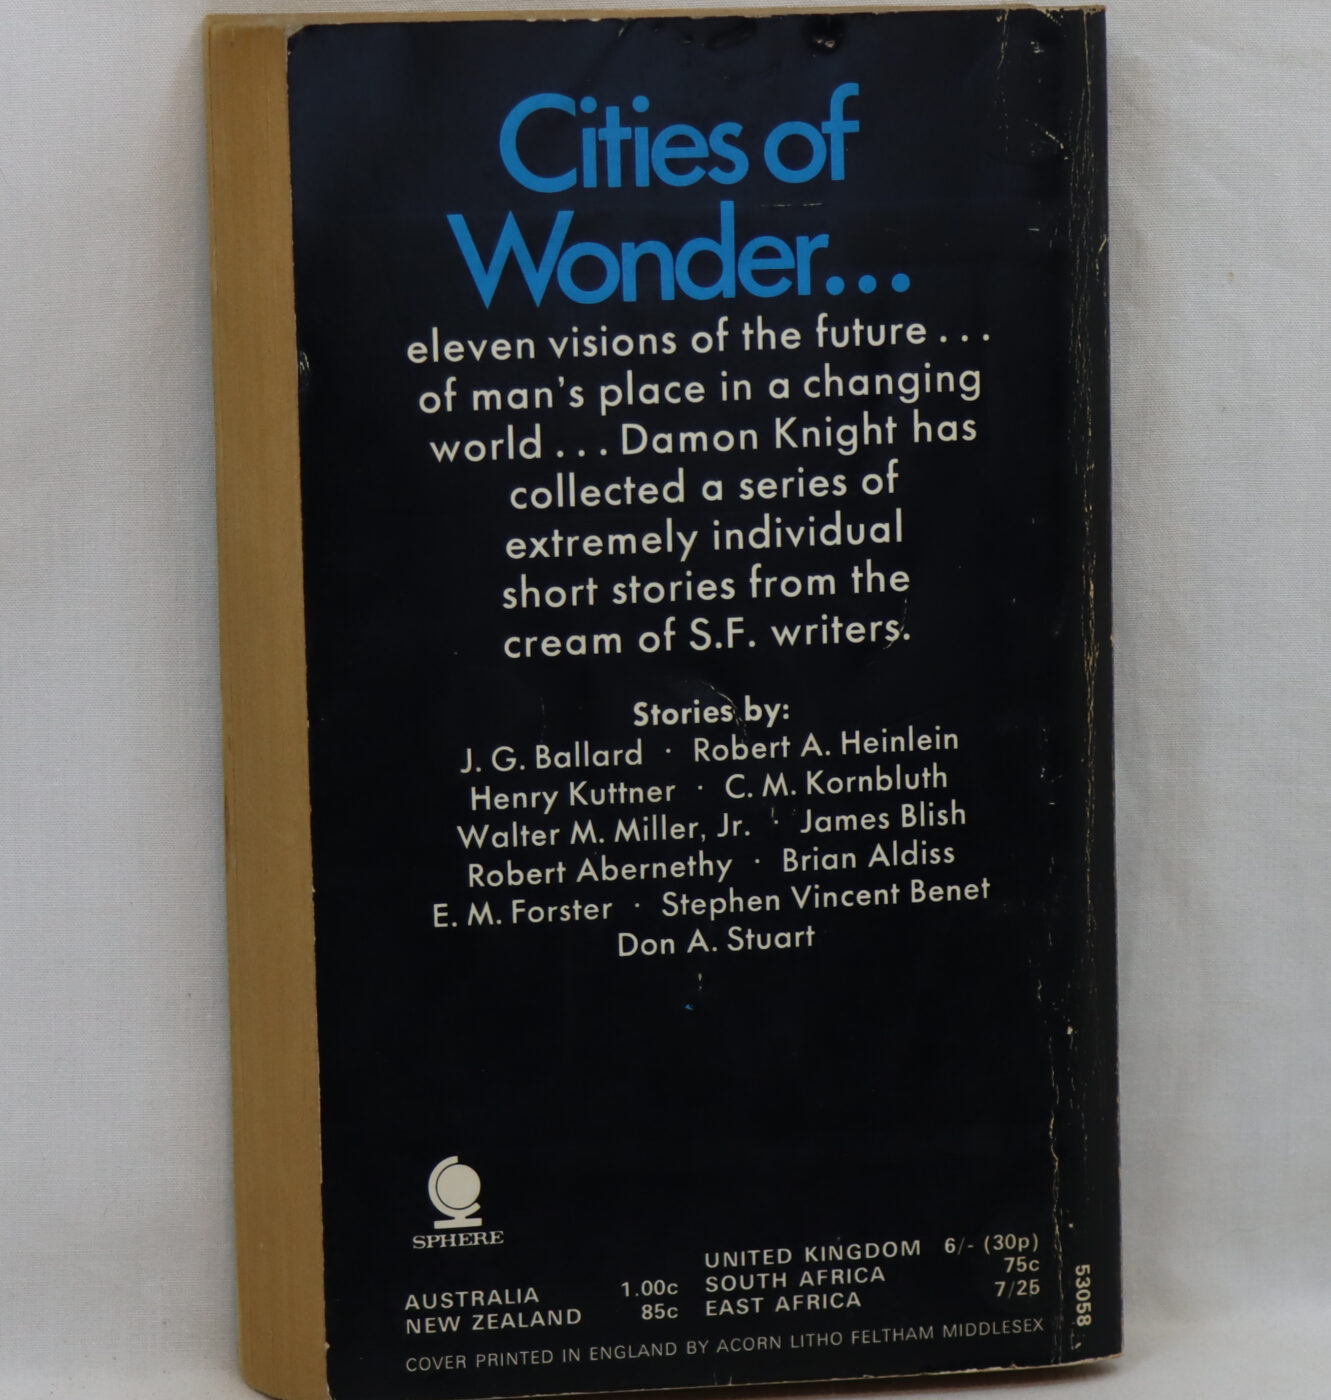 Cities of
Wonder...
eleven visions of the future . . .
of man's place in a changing
world . . . Damon Knight has
collected a series of
extremely individual
short stories from the
cream of S.F. writers.
Stories by:
J. G. Ballard · Robert A. Heinlein
Henry Kuttner · C. M. Kornbluth
Walter M. Miller, Jr. · James Blish
Robert Abernethy · Brian Aldiss
E. M. Forster · Stephen Vincent Benet
Don A. Stuart
SPHERE
UNITED KINGDOM 6/- (30p)
AUSTRALIA 1.00c SOUTH AFRICA 75c
NEW ZEALAND 85c EAST AFRICA 7/25
COVER PRINTED IN ENGLAND BY ACORN LITHO FELTHAM MIDDLESEX
53058